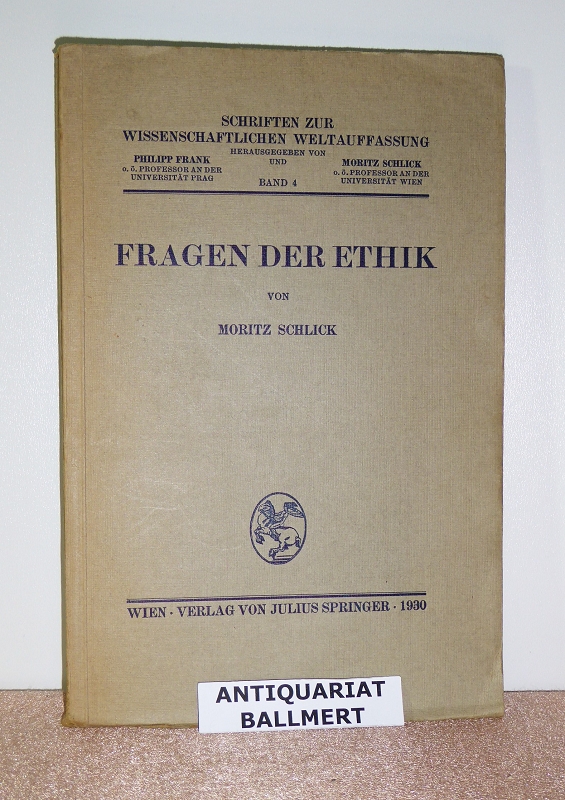 SCHRIFTEN ZUR
WISSENSCHAFTLICHEN WELTAUFFASSUNG
HERAUSGEGEBEN VON
PHILIPP FRANK UND MORITZ SCHLICK
O. Ö. PROFESSOR AN DER O. Ö. PROFESSOR AN DER
UNIVERSITÄT PRAG UNIVERSITÄT WIEN
BAND 4
FRAGEN DER ETHIK
VON
MORITZ SCHLICK
WIEN · VERLAG VON JULIUS SPRINGER · 1930
ANTIQUARIAT
BALLMERT